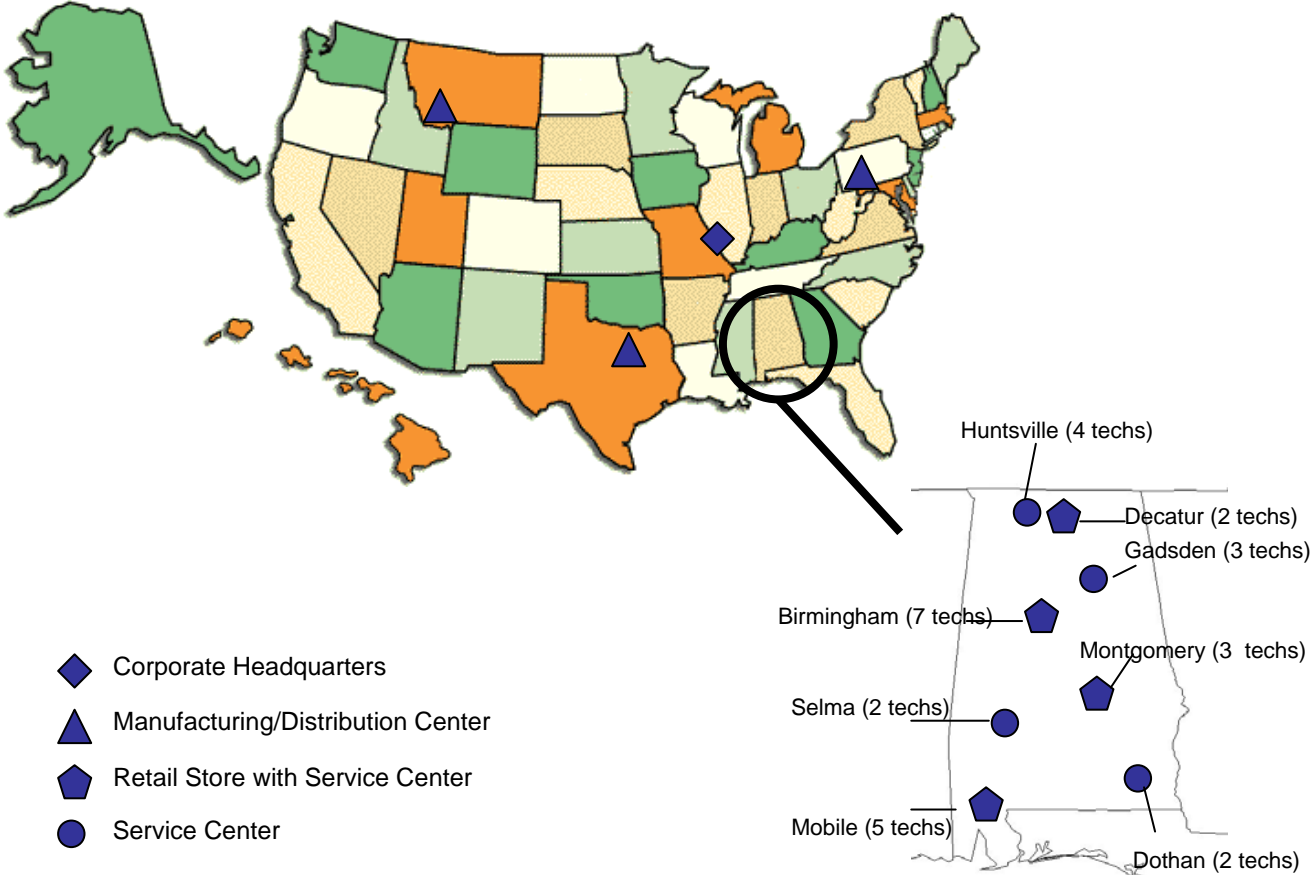 Huntsville (4 techs)
Decatur (2 techs)
Gadsden (3 techs)
Birmingham (7 techs)
Montgomery (3  techs)
Selma (2 techs)
Mobile (5 techs)
Dothan (2 techs)
Corporate Headquarters
Manufacturing/Distribution Center
Retail Store with Service Center
Service Center